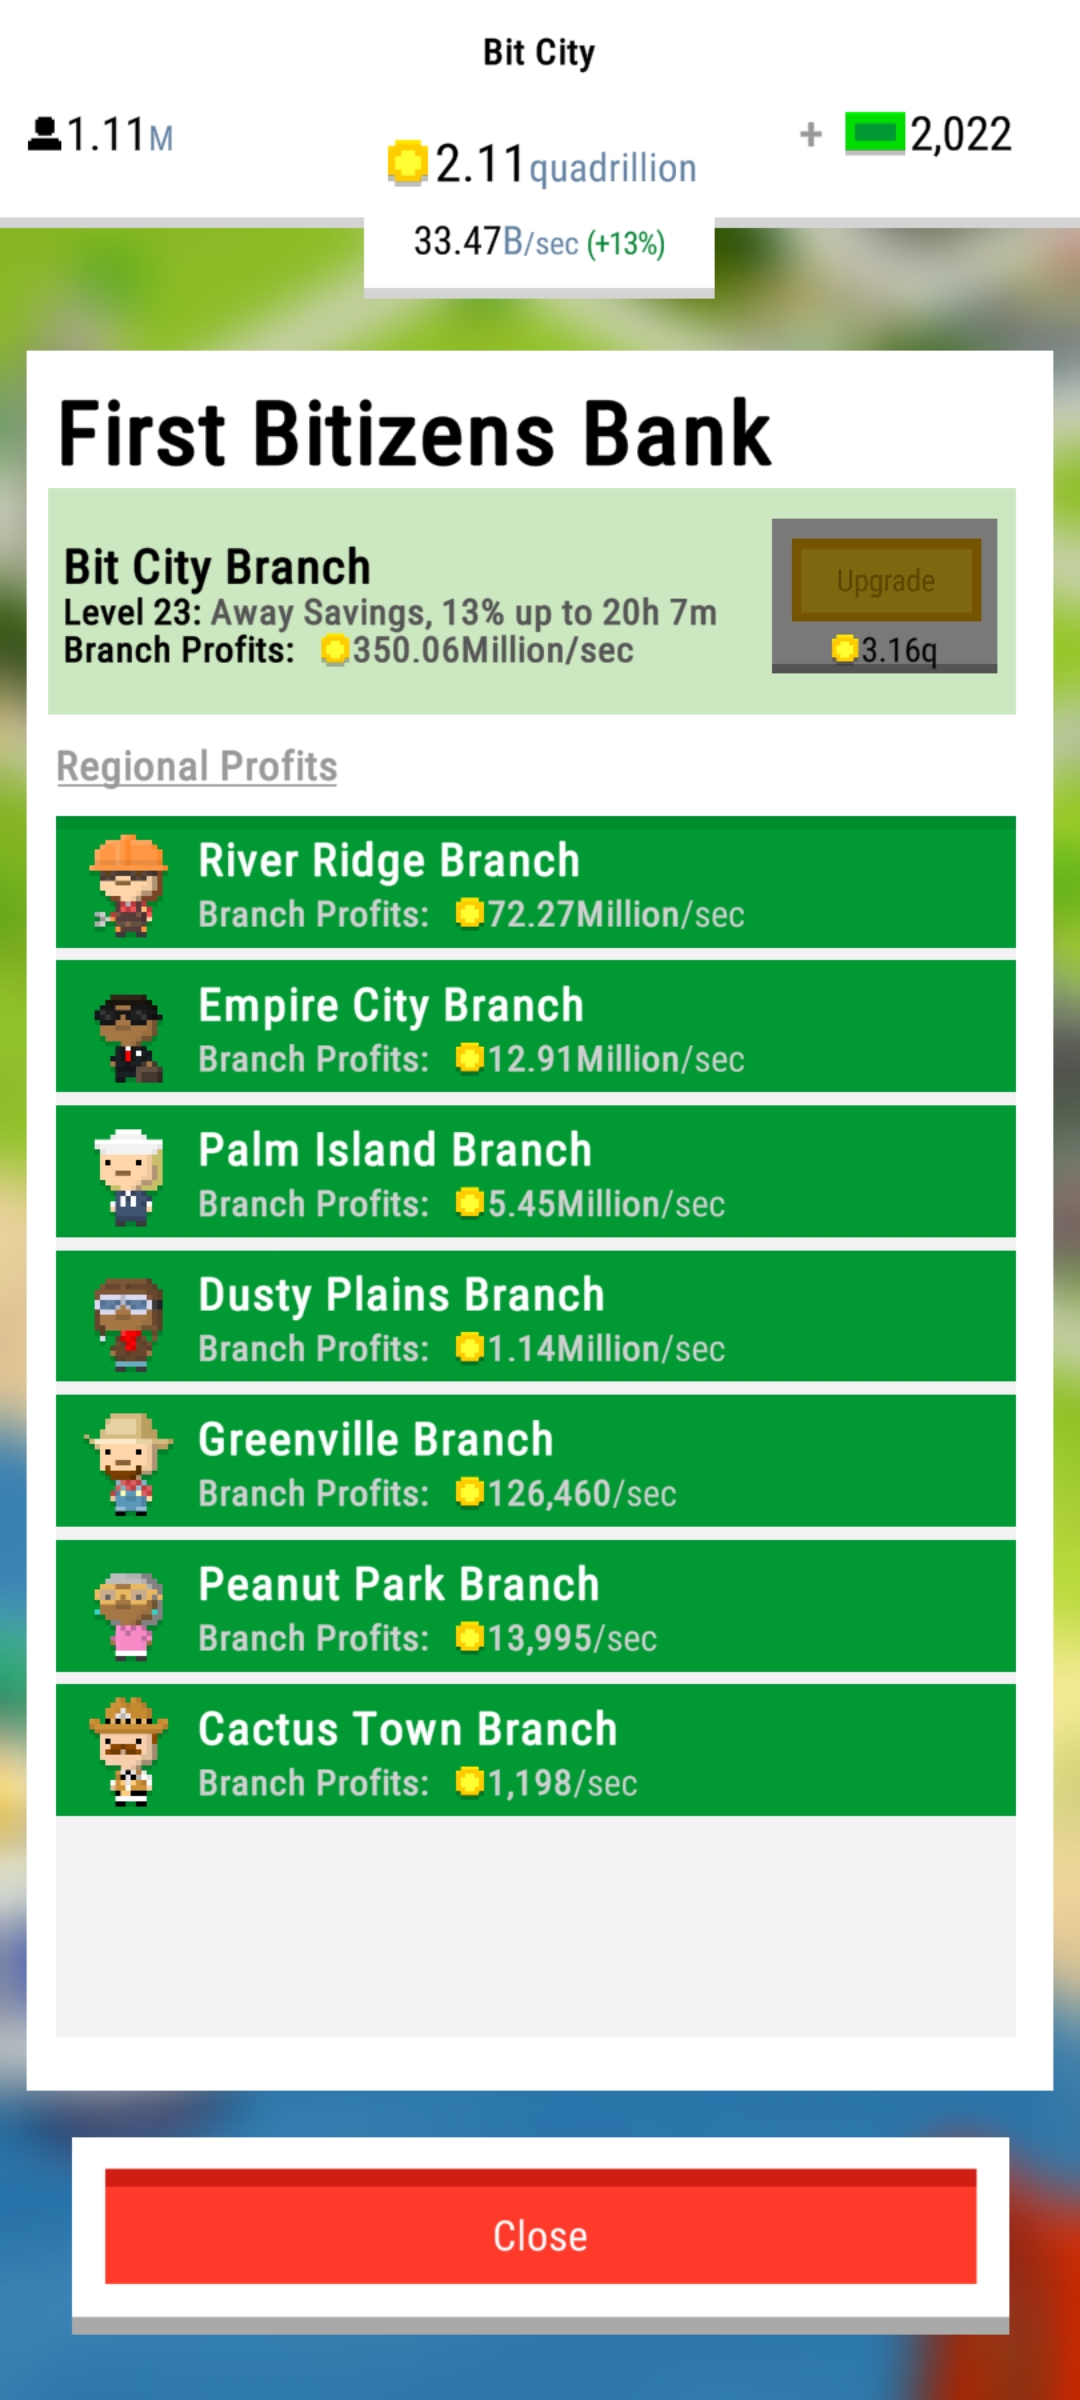 Bit City
1.11M
2.11quadrillion
+ 2,022
33.47B/sec (+13%)
First Bitizens Bank
Bit City Branch
Level 23: Away Savings, 13% up to 20h 7m
Branch Profits: 350.06Million/sec
Upgrade
3.16q
Regional Profits
River Ridge Branch
Branch Profits: 72.27Million/sec
Empire City Branch
Branch Profits: 12.91Million/sec
Palm Island Branch
Branch Profits: 5.45Million/sec
Dusty Plains Branch
Branch Profits: 1.14Million/sec
Greenville Branch
Branch Profits: 126,460/sec
Peanut Park Branch
Branch Profits: 13,995/sec
Cactus Town Branch
Branch Profits: 1,198/sec
Close